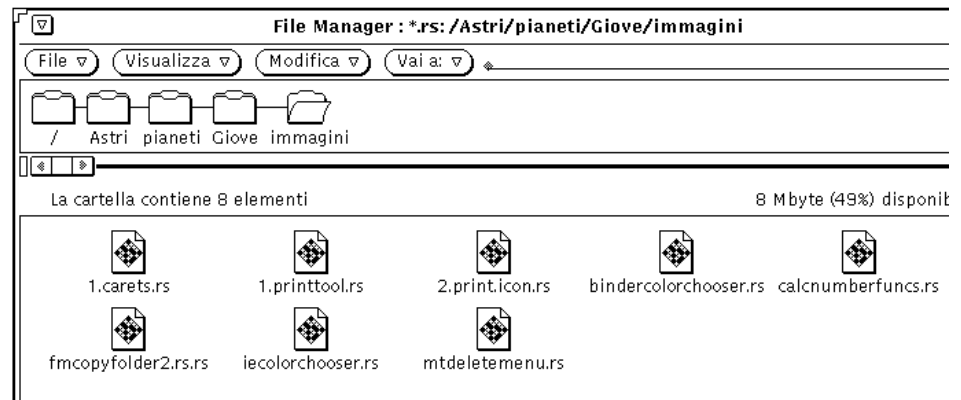 File Manager : *.rs: /Astri/pianeti/Giove/immagini
File Visualizza Modifica Vai a:
/ Astri pianeti Giove immagini
La cartella contiene 8 elementi 8 Mbyte (49%) disponib
1.carets.rs 1.printtool.rs 2.print.icon.rs bindercolorchooser.rs calcnumberfuncs.rs
fmcopyfolder2.rs.rs iecolorchooser.rs mtdeletemenu.rs